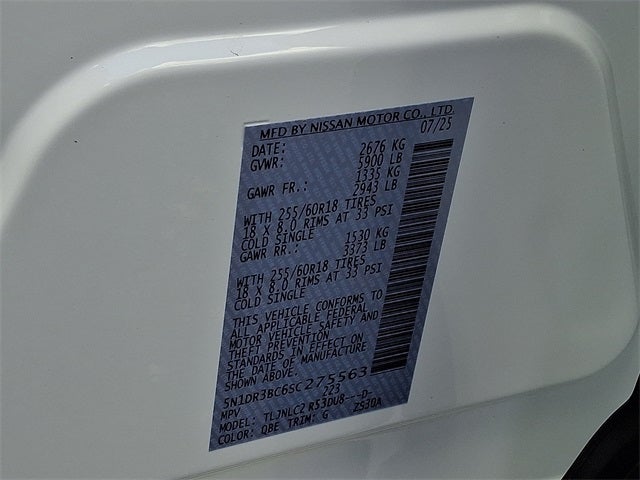 MFD BY NISSAN MOTOR CO., LTD.
DATE: 07/25
GVWR: 2676 KG
5900 LB
GAWR FR.: 1335 KG
2943 LB
WITH 255/60R18 TIRES
18 X 8.0 RIMS AT 33 PSI
COLD SINGLE
GAWR RR.: 1530 KG
3373 LB
WITH 255/60R18 TIRES
18 X 8.0 RIMS AT 33 PSI
COLD SINGLE
THIS VEHICLE CONFORMS TO
ALL APPLICABLE FEDERAL
MOTOR VEHICLE SAFETY AND
THEFT PREVENTION
STANDARDS IN EFFECT ON
THE DATE OF MANUFACTURE
SHOWN ABOVE.
5N1DR3BC6SC275563
MPV 223
MODEL: TLJNLC2 R53DU8---D-
COLOR: QBE TRIM: G ZS30A